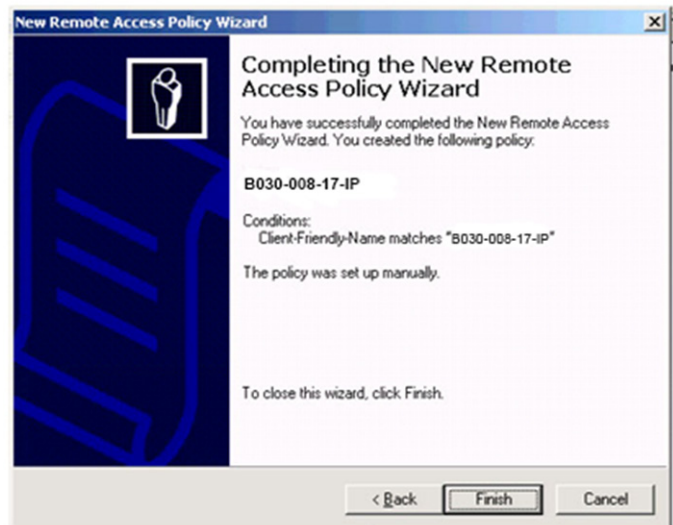 New Remote Access Policy Wizard
Completing the New Remote
Access Policy Wizard
You have successfully completed the New Remote Access
Policy Wizard. You created the following policy:
B030-008-17-IP
Conditions:
Client-Friendly-Name matches "B030-008-17-IP"
The policy was set up manually.
To close this wizard, click Finish.
< Back
Finish
Cancel